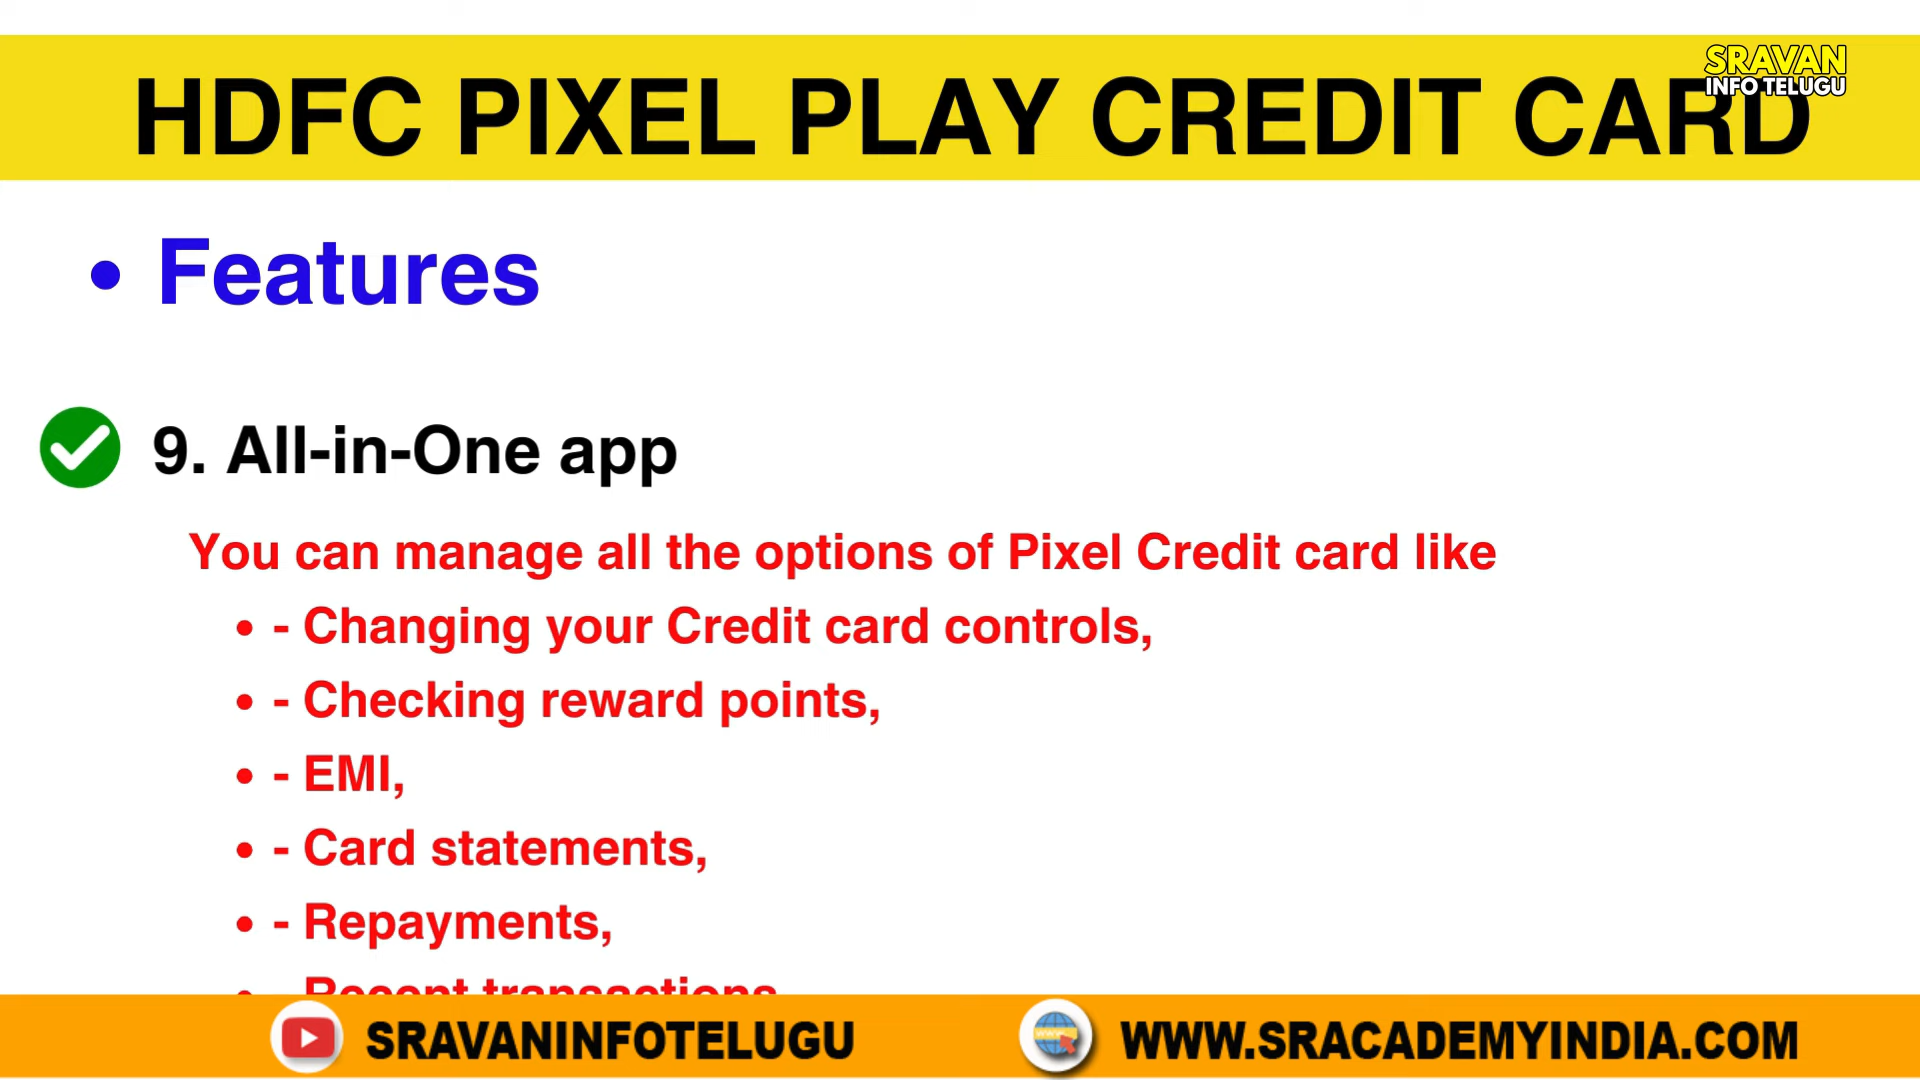 SRAVAN
INFO TELUGU
HDFC PIXEL PLAY CREDIT CARD
• Features
9. All-in-One app
You can manage all the options of Pixel Credit card like
• - Changing your Credit card controls,
• - Checking reward points,
• - EMI,
• - Card statements,
• - Repayments,
• - Recent transactions
SRAVANINFOTELUGU
WWW.SRACADEMYINDIA.COM